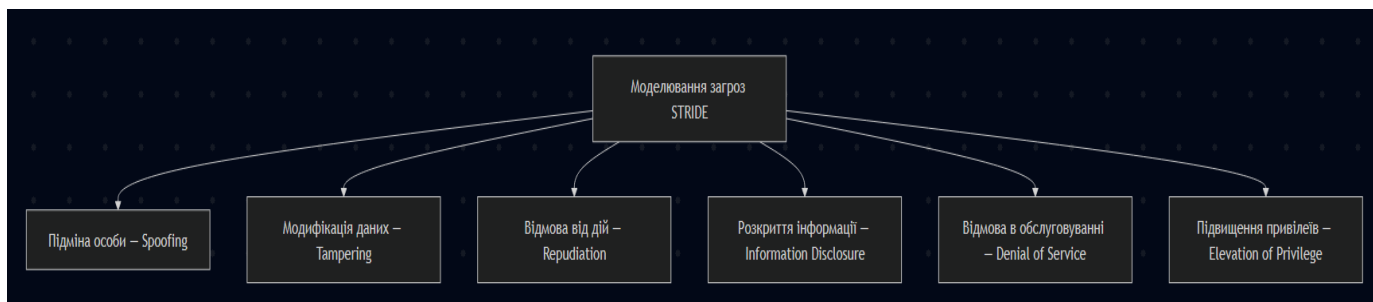 Моделювання загроз
STRIDE
Підміна особи – Spoofing
Модифікація даних –
Tampering
Відмова від дій –
Repudiation
Розкриття інформації –
Information Disclosure
Відмова в обслуговуванні
– Denial of Service
Підвищення привілеїв –
Elevation of Privilege